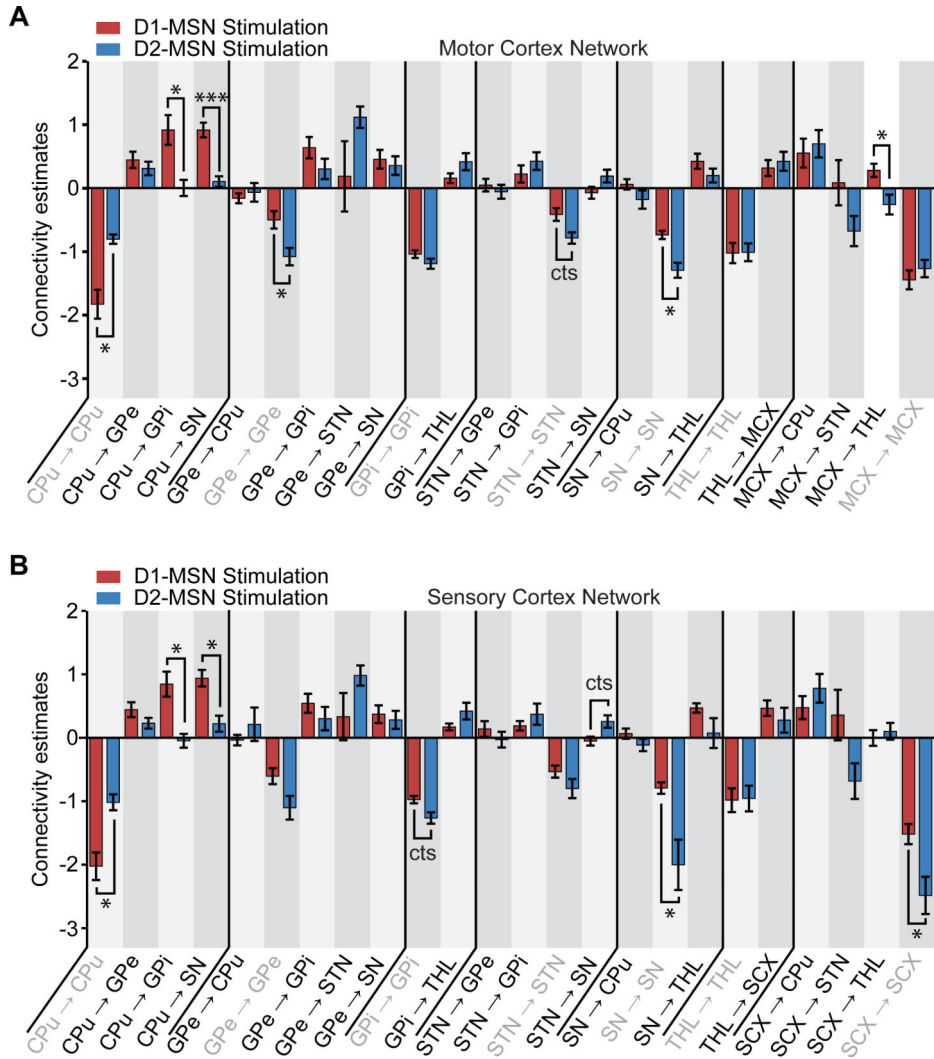 A
D1-MSN Stimulation
D2-MSN Stimulation
Motor Cortex Network
Connectivity estimates
2
1
0
-1
-2
-3
*
*
***
*
cts
*
*
CPu → CPu
CPu → GPe
CPu → GPi
CPu → SN
GPe → CPu
GPe → GPe
GPe → GPi
GPe → STN
GPe → SN
GPi → GPi
GPi → THL
STN → GPe
STN → GPi
STN → STN
STN → SN
SN → CPu
SN → SN
SN → THL
THL → THL
THL → MCX
MCX → CPu
MCX → STN
MCX → THL
MCX → MCX
B
D1-MSN Stimulation
D2-MSN Stimulation
Sensory Cortex Network
Connectivity estimates
2
1
0
-1
-2
-3
*
*
*
cts
cts
*
*
CPu → CPu
CPu → GPe
CPu → GPi
CPu → SN
GPe → CPu
GPe → GPe
GPe → GPi
GPe → STN
GPe → SN
GPi → GPi
GPi → THL
STN → GPe
STN → GPi
STN → STN
STN → SN
SN → CPu
SN → SN
SN → THL
THL → THL
THL → SCX
SCX → CPu
SCX → STN
SCX → THL
SCX → SCX